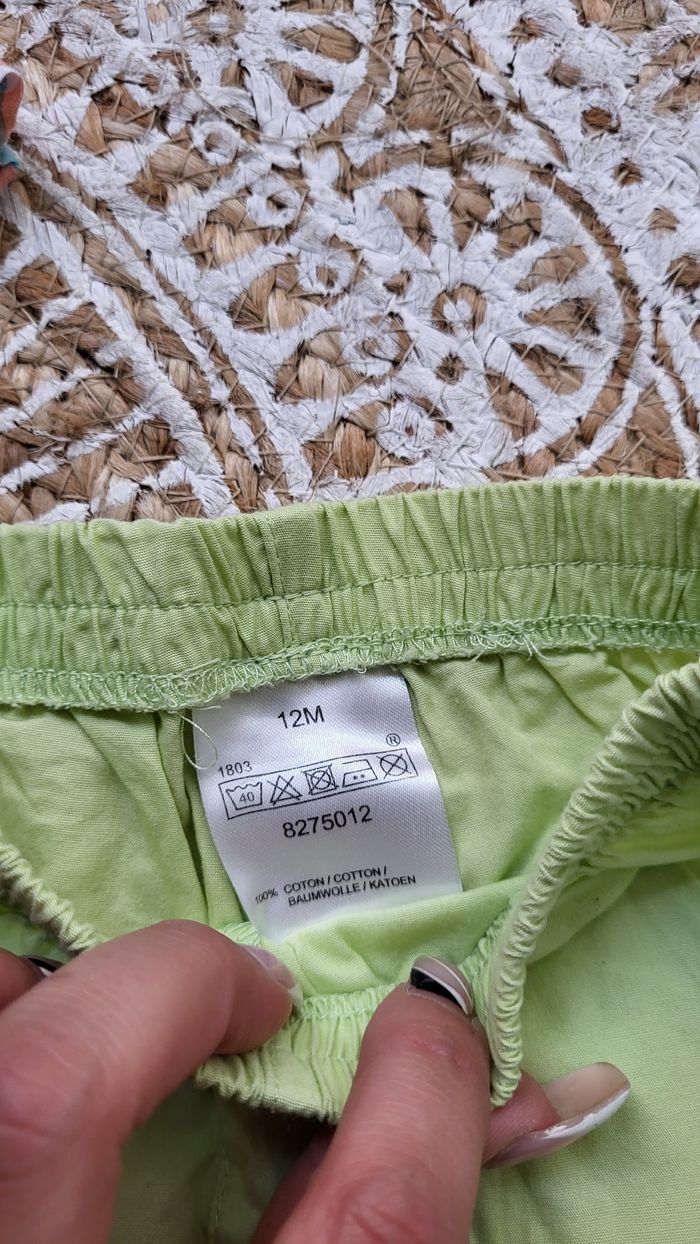 12M
®
1803
40
8275012
100% COTON / COTTON /
BAUMWOLLE / KATOEN